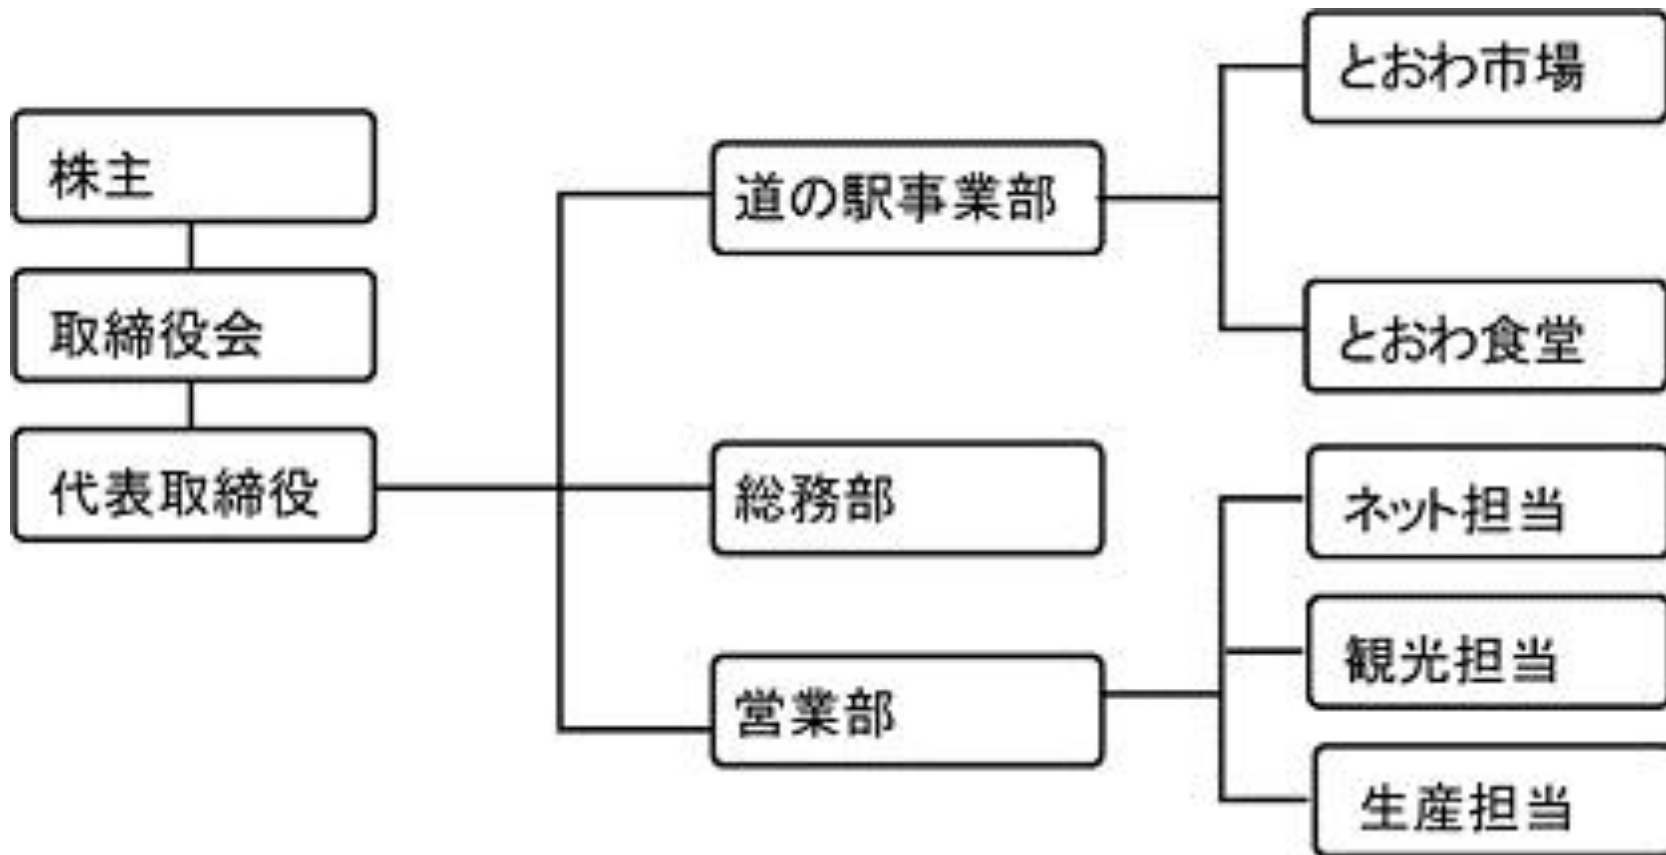 株主
取締役会
代表取締役
道の駅事業部
総務部
営業部
とおわ市場
とおわ食堂
ネット担当
観光担当
生産担当